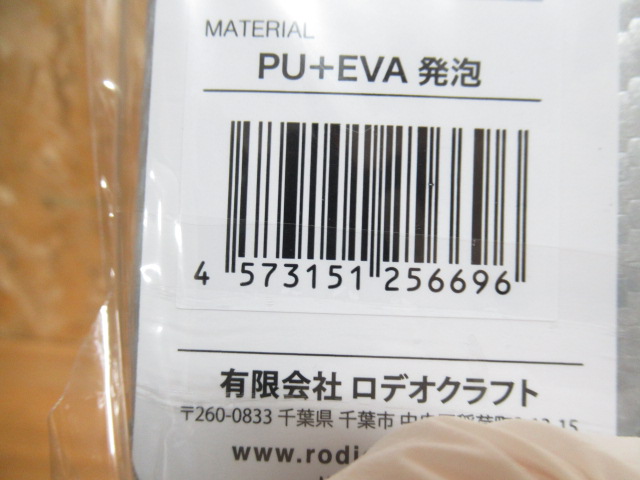 MATERIAL
PU+EVA 発泡
4 573151 256696
有限会社 ロデオクラフト
〒260-0833 千葉県 千葉市
www.rodi